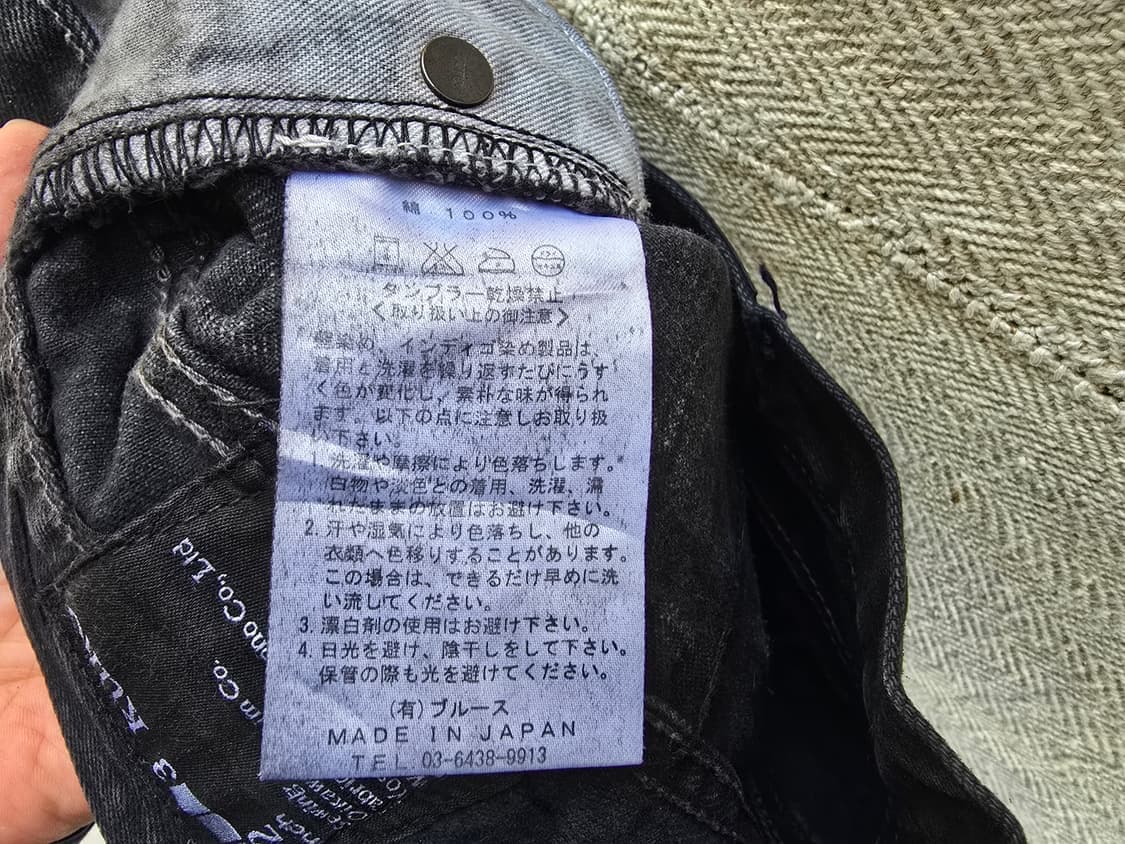 綿 100%
タンブラー乾燥禁止
〈取り扱い上の御注意〉
染め、インディゴ染め製品は、
着用と洗濯を繰り返すたびにうす
く色が変化し、素朴な味が得られ
ます。以下の点に注意しお取り扱
い下さい。
1. 洗濯や摩擦により色落ちします。
白物や淡色との着用、洗濯、濡
れたままの放置はお避け下さい。
2. 汗や湿気により色落ちし、他の
衣類へ色移りすることがあります。
この場合は、できるだけ早めに洗
い流してください。
3. 漂白剤の使用はお避け下さい。
4. 日光を避け、陰干しをして下さい。
保管の際も光を避けてください。
(有)ブルース
MADE IN JAPAN
TEL.03-6438-9913
Co., Ltd
Co.